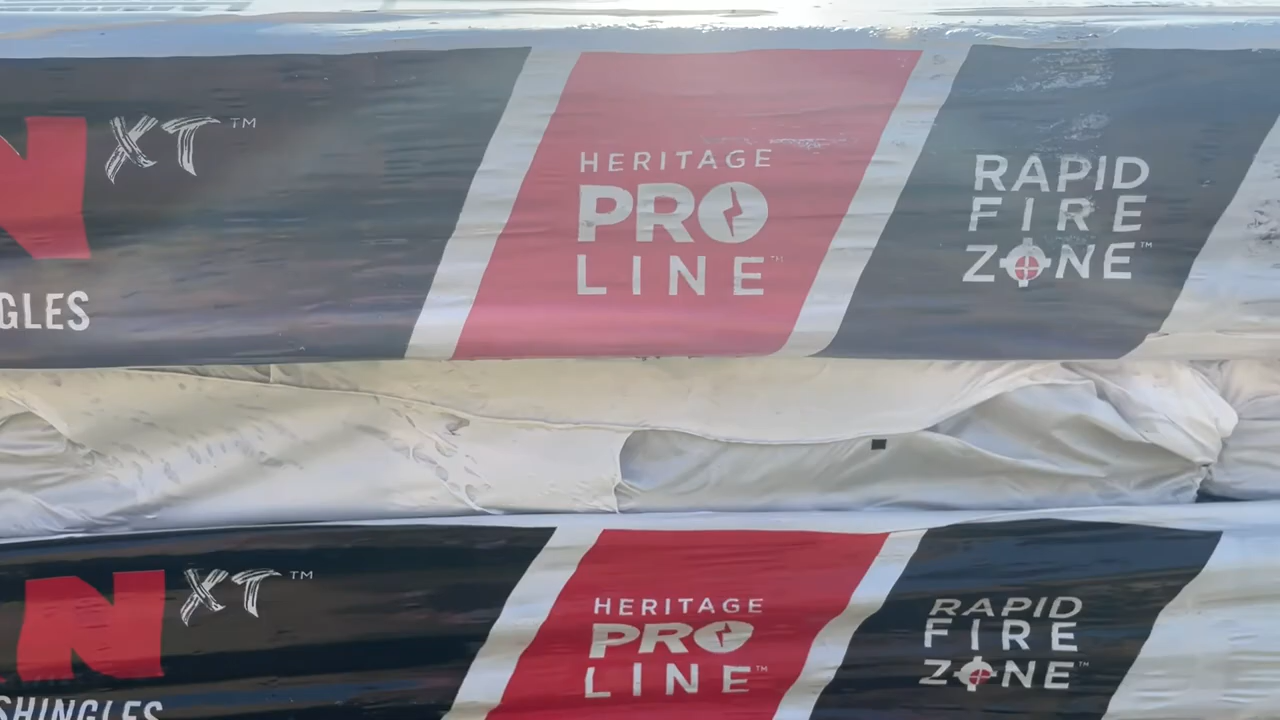 N XT™
GLES
HERITAGE
PRO
LINE™
RAPID
FIRE
ZONE™
N XT™
SHINGLES
HERITAGE
PRO
LINE™
RAPID
FIRE
ZONE™